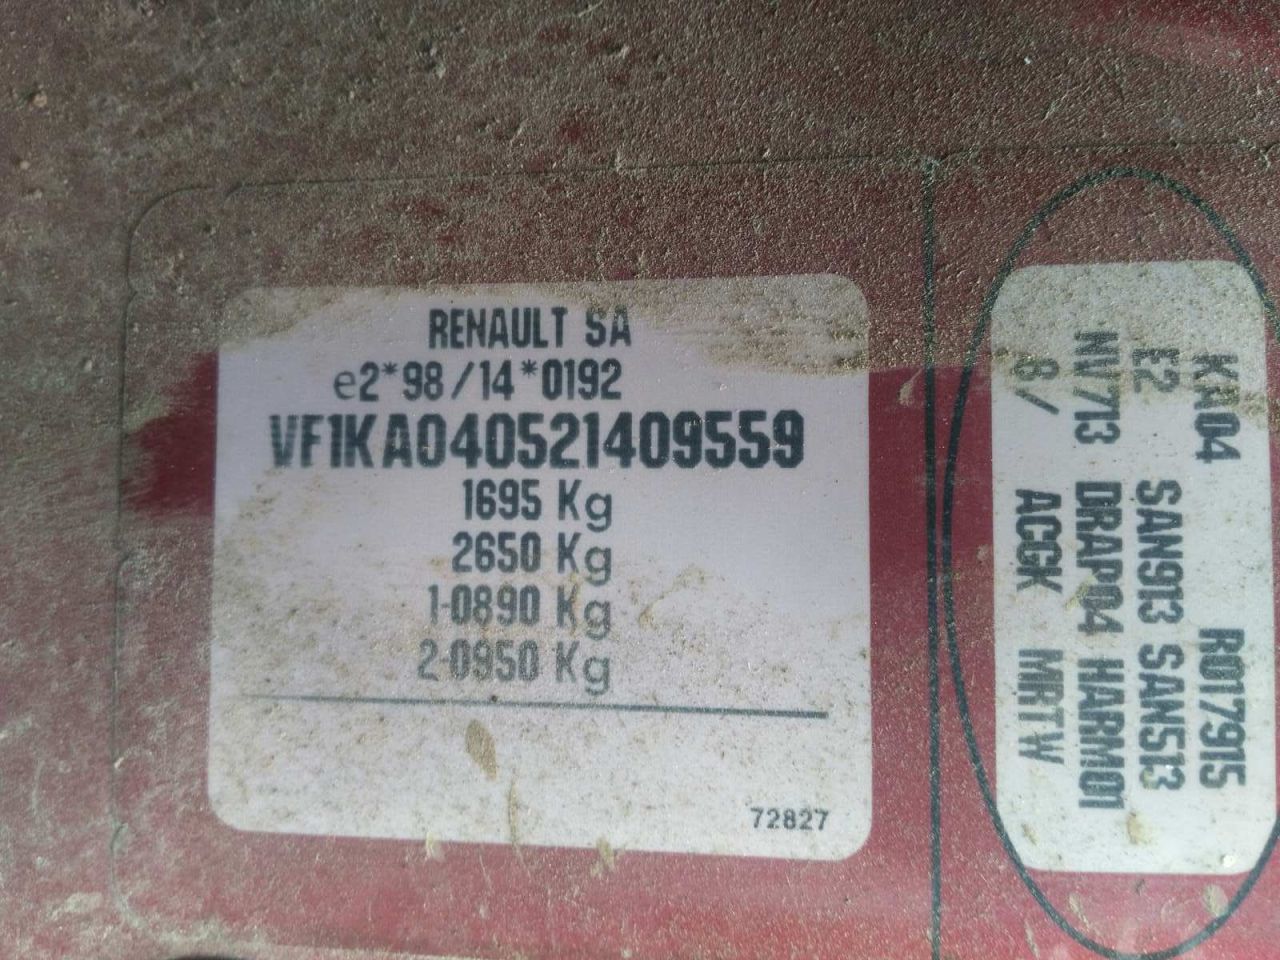 RENAULT SA
e2*98/14*0192
VF1KA040521409559
1695 Kg
2650 Kg
1-0890 Kg
2-0950 Kg
72827
KA04 R017915
E2 SAN913 SAN513
NV713 DRAP04 HARM01
8/ ACGK MRTW